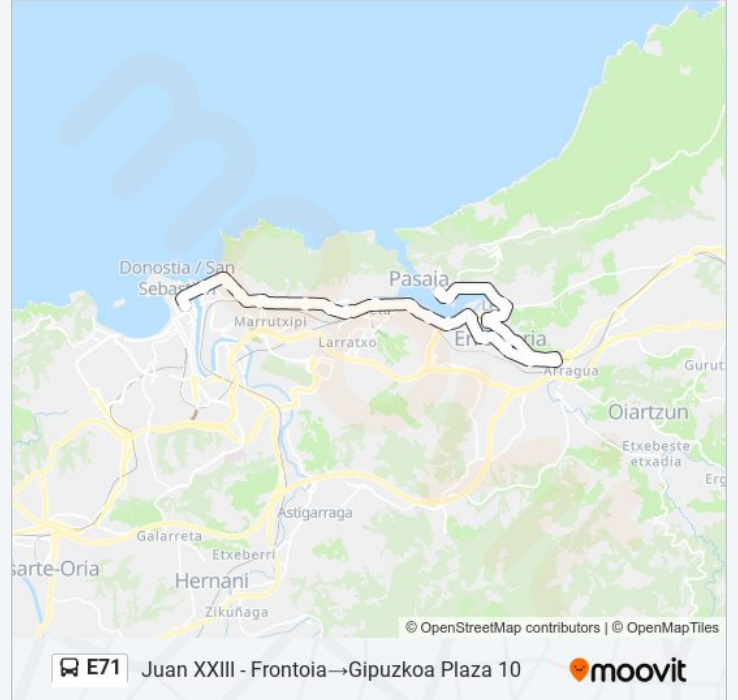 Donostia / San
Pasaia
Marrutxipi
Larratxo
Arragua
Gurut
Oiartzun
Etxebeste
etxadia
Erg
Astigarraga
Galarreta
Etxeberri
sarte-Oria
Hernani
Zikuñaga
© OpenStreetMap contributors | © OpenMapTiles
E71 Juan XXIII - Frontoia→Gipuzkoa Plaza 10
moovit